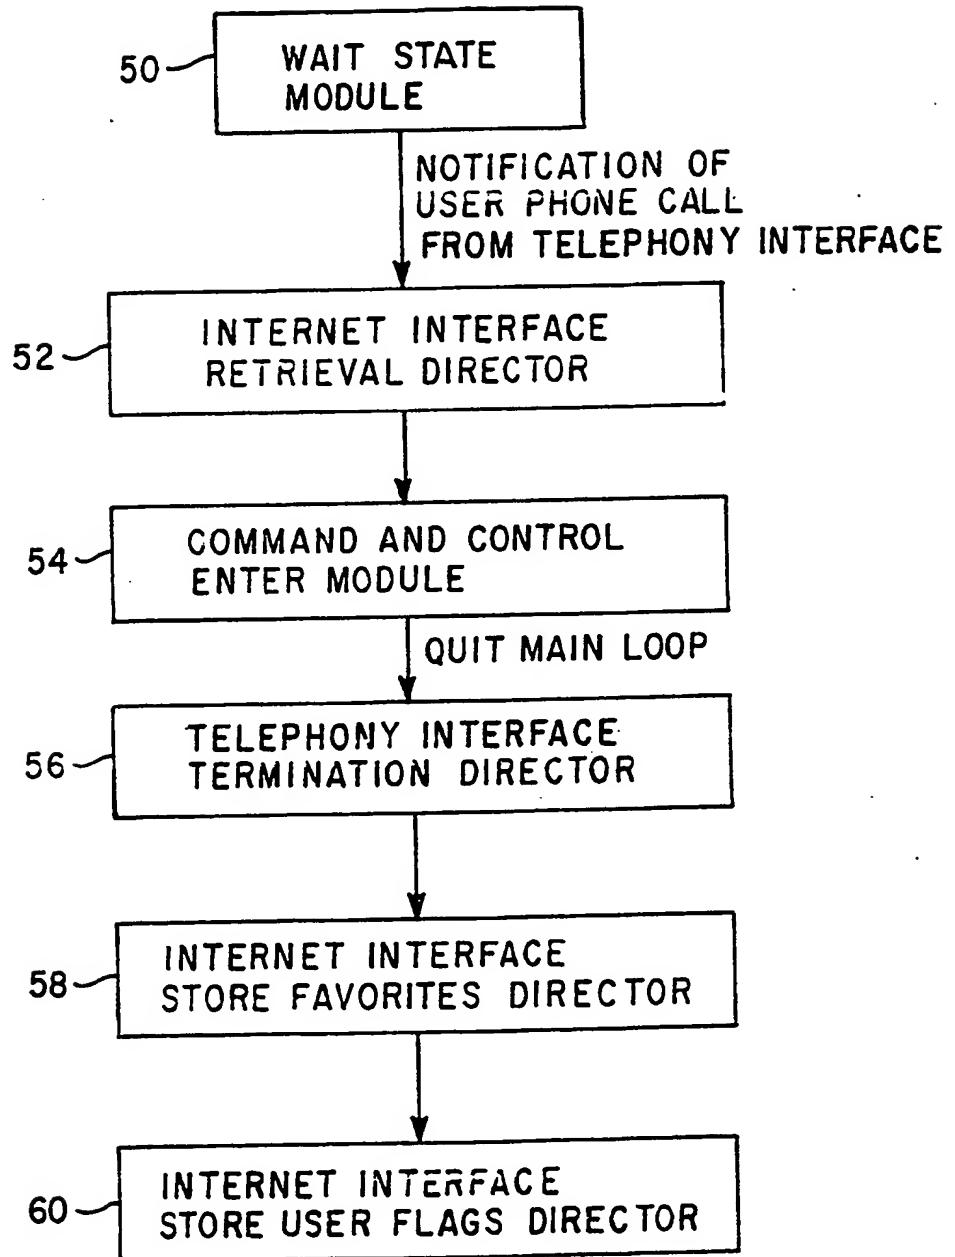 50
WAIT STATE
MODULE
NOTIFICATION OF
USER PHONE CALL
FROM TELEPHONY INTERFACE
52
INTERNET INTERFACE
RETRIEVAL DIRECTOR
54
COMMAND AND CONTROL
ENTER MODULE
QUIT MAIN LOOP
56
TELEPHONY INTERFACE
TERMINATION DIRECTOR
58
INTERNET INTERFACE
STORE FAVORITES DIRECTOR
60
INTERNET INTERFACE
STORE USER FLAGS DIRECTOR